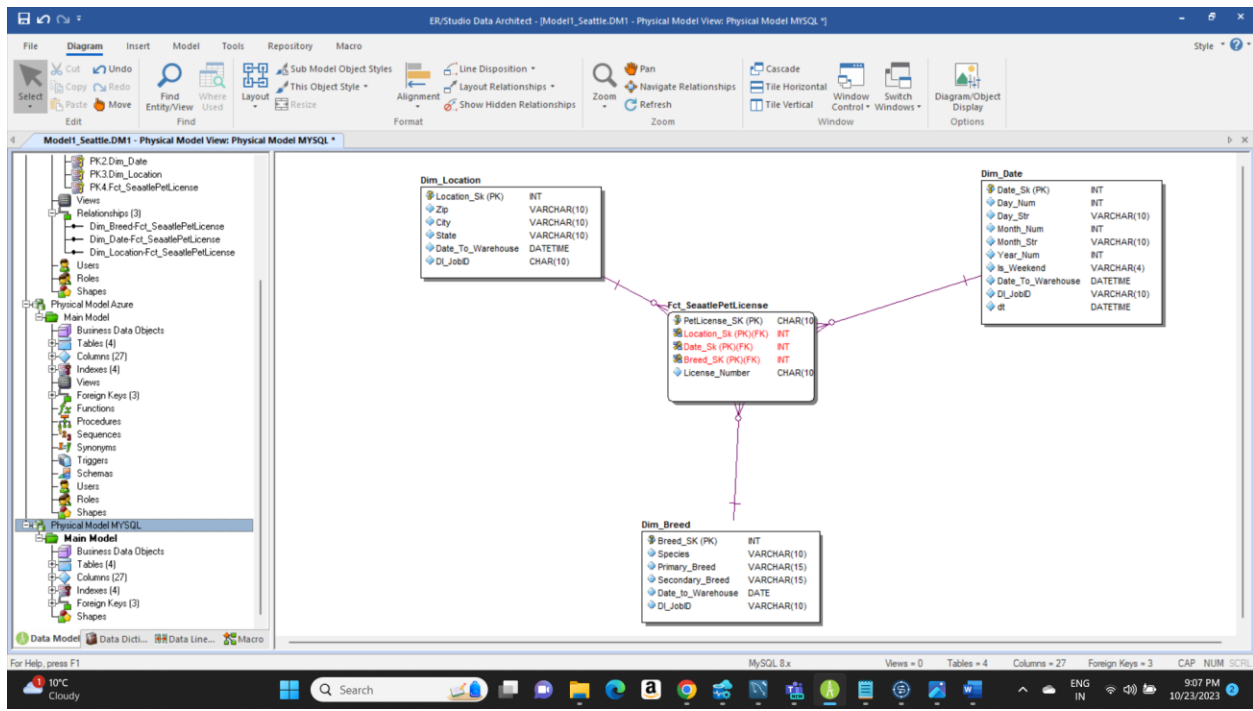 ER/Studio Data Architect - [Model1_Seattle.DM1 - Physical Model View: Physical Model MYSQL *]
File Diagram Insert Model Tools Repository Macro Style
Select
Cut Undo
Copy Redo
Paste Move
Edit
Find Entity/View
Where Used
Find
Layout
Sub Model Object Styles
This Object Style
Resize
Alignment
Line Disposition
Layout Relationships
Show Hidden Relationships
Format
Zoom
Pan
Navigate Relationships
Refresh
Zoom
Cascade
Tile Horizontal
Tile Vertical
Window Control
Switch Windows
Window
Diagram/Object Display
Options
Model1_Seattle.DM1 - Physical Model View: Physical Model MYSQL *
PK2.Dim_Date
PK3.Dim_Location
PK4.Fct_SeaatlePetLicense
Views
Relationships (3)
Dim_Breed-Fct_SeaatlePetLicense
Dim_Date-Fct_SeaatlePetLicense
Dim_Location-Fct_SeaatlePetLicense
Users
Roles
Shapes
Physical Model Azure
Main Model
Business Data Objects
Tables (4)
Columns (27)
Indexes (4)
Views
Foreign Keys (3)
Functions
Procedures
Sequences
Synonyms
Triggers
Schemas
Users
Roles
Shapes
Physical Model MYSQL
Main Model
Business Data Objects
Tables (4)
Columns (27)
Indexes (4)
Foreign Keys (3)
Shapes
Data Model Data Dicti... Data Line... Macro
Dim_Location
Location_Sk (PK) INT
Zip VARCHAR(10)
City VARCHAR(10)
State VARCHAR(10)
Date_To_Warehouse DATETIME
DI_JobID CHAR(10)
Dim_Date
Date_Sk (PK) INT
Day_Num INT
Day_Str VARCHAR(10)
Month_Num INT
Month_Str VARCHAR(10)
Year_Num INT
Is_Weekend VARCHAR(4)
Date_To_Warehouse DATETIME
DI_JobID VARCHAR(10)
dt DATETIME
Fct_SeaatlePetLicense
PetLicense_SK (PK) CHAR(10
Location_Sk (PK)(FK) INT
Date_Sk (PK)(FK) INT
Breed_SK (PK)(FK) INT
License_Number CHAR(10
Dim_Breed
Breed_SK (PK) INT
Species VARCHAR(10)
Primary_Breed VARCHAR(15)
Secondary_Breed VARCHAR(15)
Date_to_Warehouse DATE
DI_JobID VARCHAR(10)
For Help, press F1 MySQL 8.x Views = 0 Tables = 4 Columns = 27 Foreign Keys = 3 CAP NUM SCRL
1
10°C
Cloudy
Search
ENG
IN
9:07 PM
10/23/2023
2